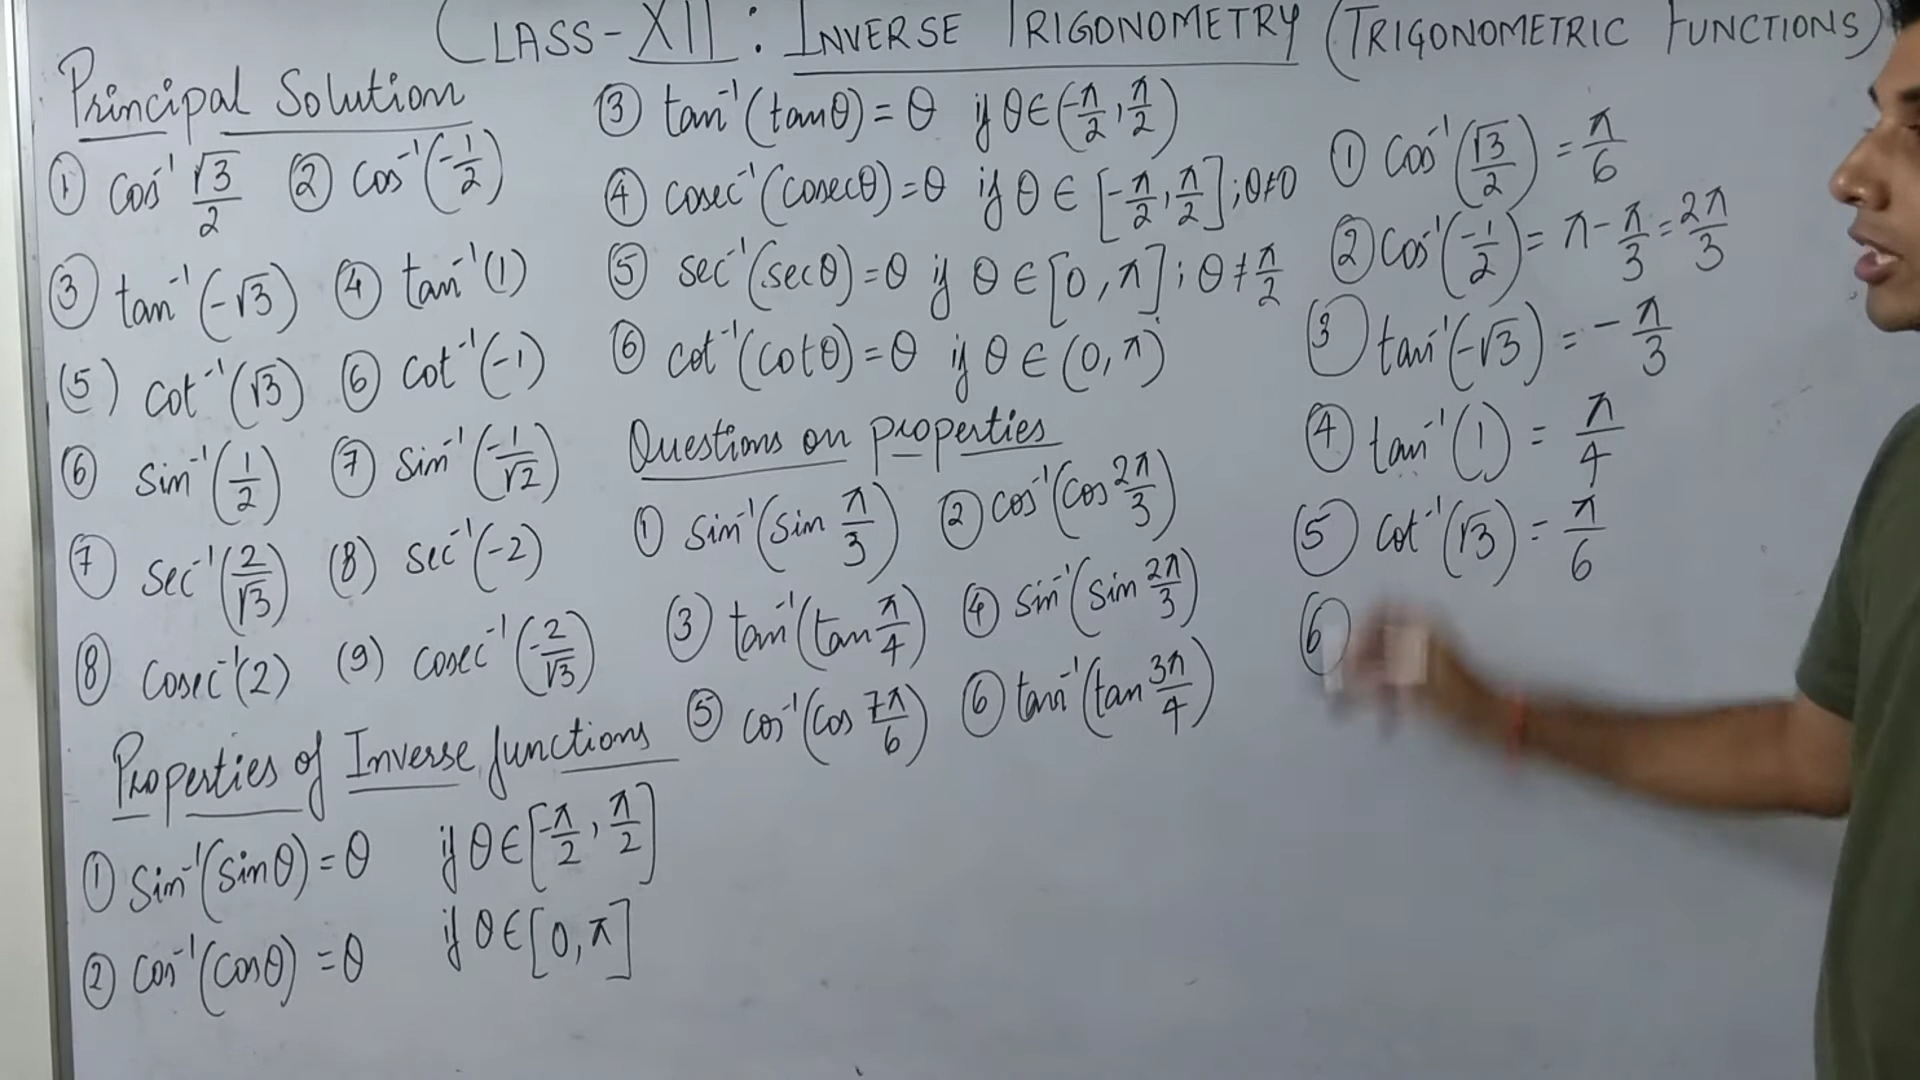 CLASS-XII : INVERSE TRIGONOMETRY (TRIGONOMETRIC FUNCTIONS)
Principal Solution
① cos⁻¹ √3/2 ② cos⁻¹(-1/2)
③ tan⁻¹(-√3) ④ tan⁻¹(1)
(5) cot⁻¹(√3) ⑥ cot⁻¹(-1)
⑥ sin⁻¹(1/2) ⑦ sin⁻¹(-1/√2)
⑦ sec⁻¹(2/√3) (8) sec⁻¹(-2)
⑧ cosec⁻¹(2) (9) cosec⁻¹(-2/√3)
Properties of Inverse functions
① sin⁻¹(sinθ) = θ if θ∈[-π/2, π/2]
② cos⁻¹(cosθ) = θ if θ∈[0, π]
③ tan⁻¹(tanθ) = θ if θ∈(-π/2, π/2)
④ cosec⁻¹(cosecθ) = θ if θ ∈ [-π/2, π/2] ; θ≠0
⑤ sec⁻¹(secθ) = θ if θ ∈ [0, π] ; θ ≠ π/2
⑥ cot⁻¹(cotθ) = θ if θ ∈ (0, π)
Questions on properties
① sin⁻¹(sin π/3) ② cos⁻¹(cos 2π/3)
③ tan⁻¹(tan π/4) ④ sin⁻¹(sin 2π/3)
⑤ cos⁻¹(cos 7π/6) ⑥ tan⁻¹(tan 3π/4)
① cos⁻¹(√3/2) = π/6
② cos⁻¹(-1/2) = π - π/3 = 2π/3
③ tan⁻¹(-√3) = -π/3
④ tan⁻¹(1) = π/4
⑤ cot⁻¹(√3) = π/6
⑥